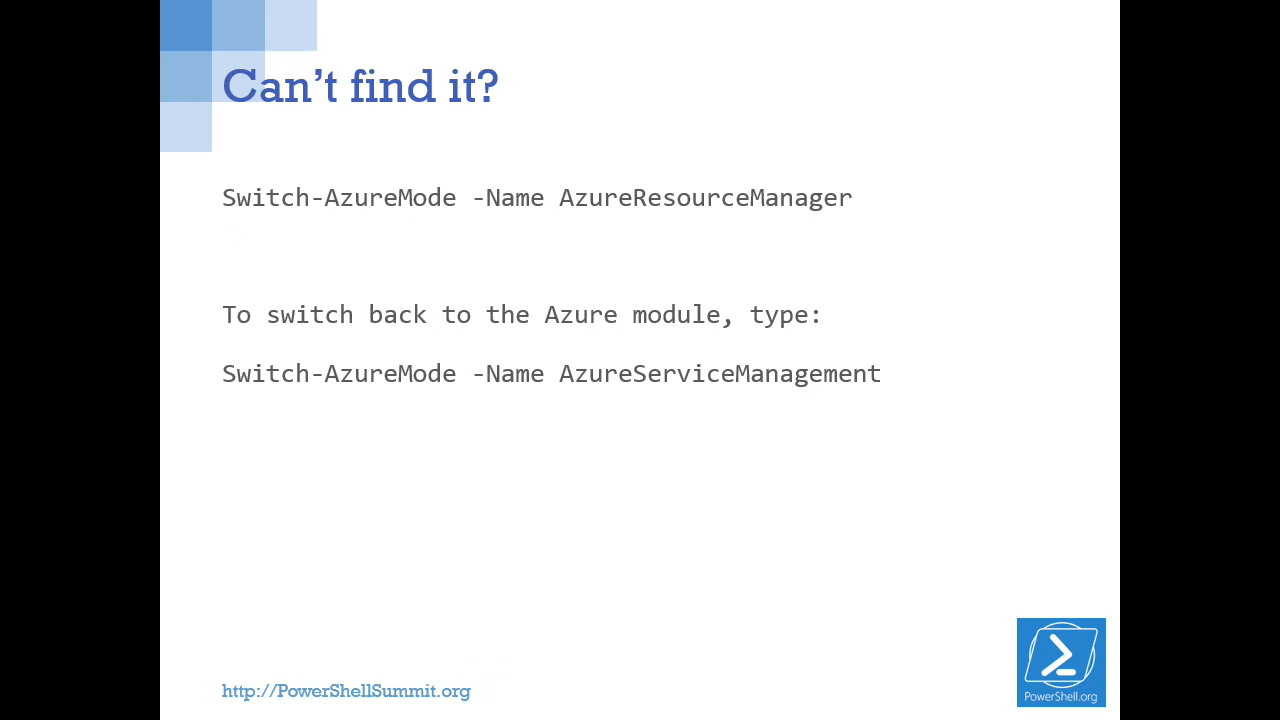 Can’t find it?
Switch-AzureMode -Name AzureResourceManager
To switch back to the Azure module, type:
Switch-AzureMode -Name AzureServiceManagement
http://PowerShellSummit.org
PowerShell.org